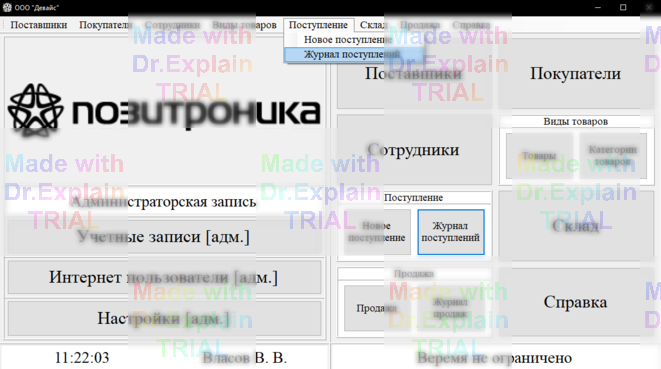 ООО "Девайс"
Поставщики Покупатели Сотрудники Виды товаров Поступление Склад Продажа Справка
Новое поступление
Журнал поступлений
позитроника
Администраторская запись
Учетные записи [адм.]
Интернет пользователи [адм.]
Настройки [адм.]
11:22:03 Власов В. В.
Поставщики
Покупатели
Сотрудники
Виды товаров
Товары
Категории
товаров
Поступление
Новое
поступление
Журнал
поступлений
Склад
Продажа
Продажа
Журнал
продаж
Справка
Веремя не ограничено
Made with
Dr.Explain
TRIAL
Made with
Dr.Explain
TRIAL
Made with
Dr.Explain
TRIAL
Made with
Dr.Explain
TRIAL
Made with
Dr.Explain
TRIAL
Made with
Dr.Explain
TRIAL
Made with
Dr.Explain
TRIAL